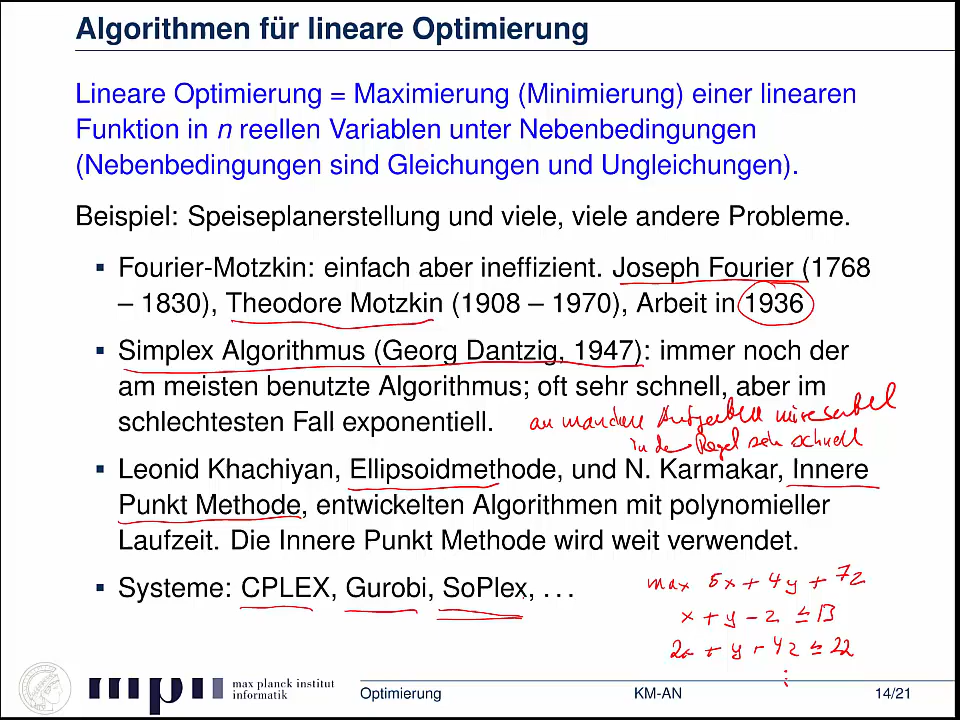 Algorithmen für lineare Optimierung
Lineare Optimierung = Maximierung (Minimierung) einer linearen
Funktion in n reellen Variablen unter Nebenbedingungen
(Nebenbedingungen sind Gleichungen und Ungleichungen).
Beispiel: Speiseplanerstellung und viele, viele andere Probleme.
▪ Fourier-Motzkin: einfach aber ineffizient. Joseph Fourier (1768
– 1830), Theodore Motzkin (1908 – 1970), Arbeit in 1936
▪ Simplex Algorithmus (Georg Dantzig, 1947): immer noch der
am meisten benutzte Algorithmus; oft sehr schnell, aber im
schlechtesten Fall exponentiell.
an manchen Aufgaben miserabel
in der Regel sehr schnell
▪ Leonid Khachiyan, Ellipsoidmethode, und N. Karmakar, Innere
Punkt Methode, entwickelten Algorithmen mit polynomieller
Laufzeit. Die Innere Punkt Methode wird weit verwendet.
▪ Systeme: CPLEX, Gurobi, SoPlex, . . .
max 5x + 4y + 7z
x + y - z ≤ 13
+ y + 4z ≤ 22
mpi max planck institut
informatik
Optimierung KM-AN 14/21